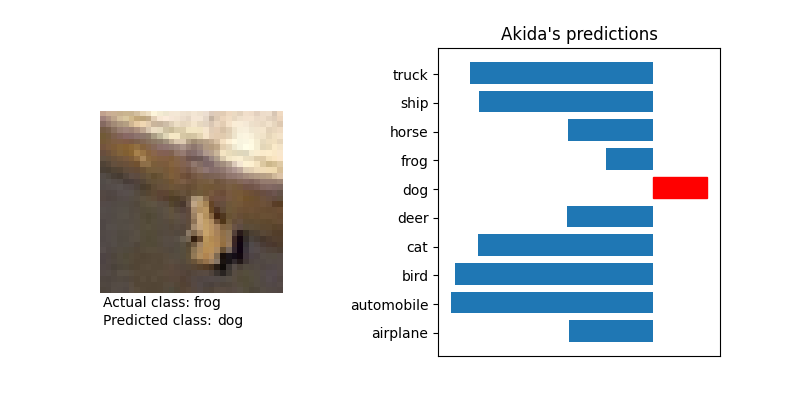 Akida's predictions
truck
ship
horse
frog
dog
deer
cat
bird
automobile
airplane
Actual class: frog
Predicted class: dog